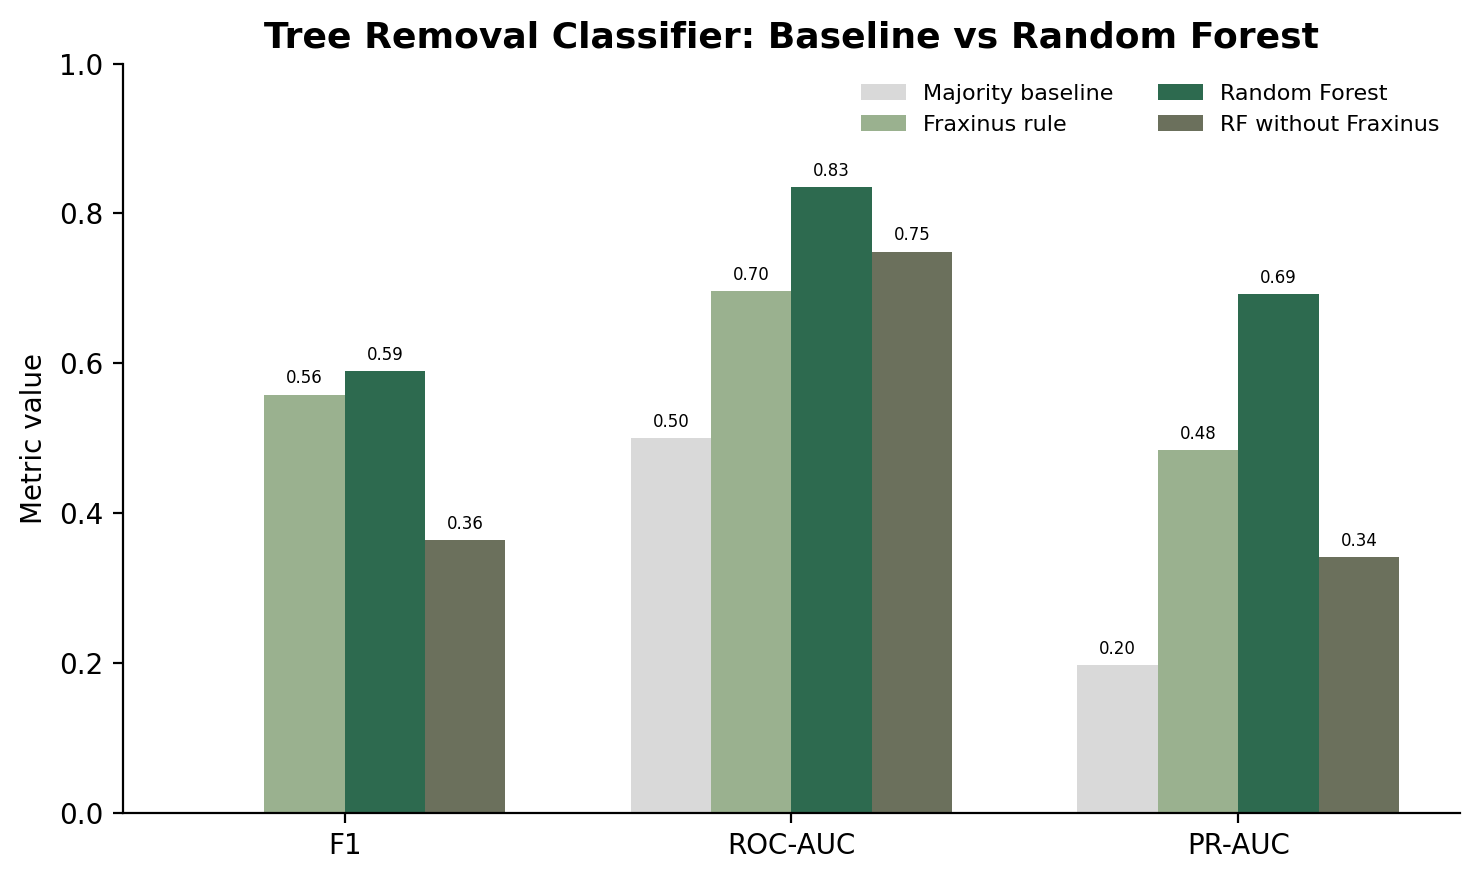 Tree Removal Classifier: Baseline vs Random Forest
Majority baseline
Fraxinus rule
Random Forest
RF without Fraxinus
Metric value
1.0
0.8
0.6
0.4
0.2
0.0
0.56
0.59
0.36
0.50
0.70
0.83
0.75
0.20
0.48
0.69
0.34
F1
ROC-AUC
PR-AUC